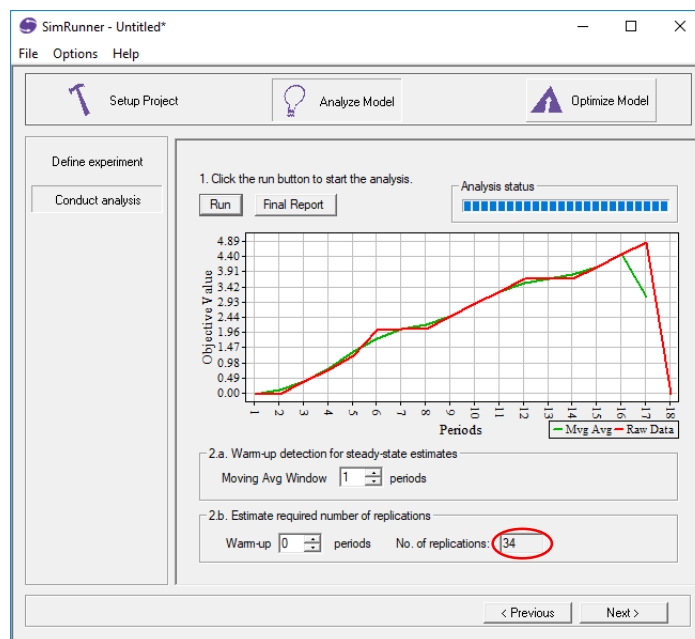 SimRunner - Untitled*
File Options Help
Setup Project
Analyze Model
Optimize Model
Define experiment
Conduct analysis
1. Click the run button to start the analysis.
Run
Final Report
Analysis status
4.89
4.40
3.91
3.42
2.93
2.44
1.96
1.47
0.98
0.49
0.00
Objective Value
1 2 3 4 5 6 7 8 9 10 11 12 13 14 15 16 17 18
Periods
Mvg Avg Raw Data
2.a. Warm-up detection for steady-state estimates
Moving Avg Window 1 periods
2.b. Estimate required number of replications
Warm-up 0 periods No. of replications: 34
< Previous
Next >